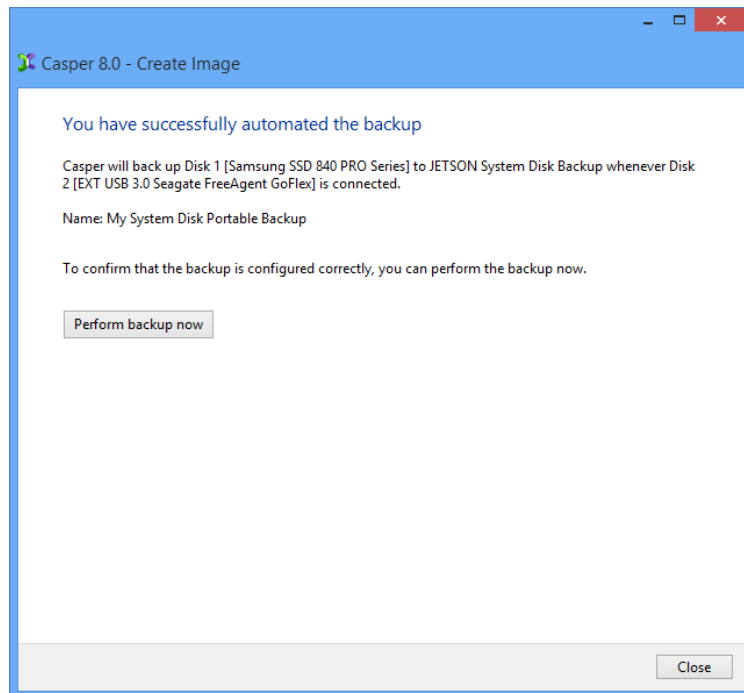 Casper 8.0 - Create Image
You have successfully automated the backup
Casper will back up Disk 1 [Samsung SSD 840 PRO Series] to JETSON System Disk Backup whenever Disk
2 [EXT USB 3.0 Seagate FreeAgent GoFlex] is connected.
Name: My System Disk Portable Backup
To confirm that the backup is configured correctly, you can perform the backup now.
Perform backup now
Close